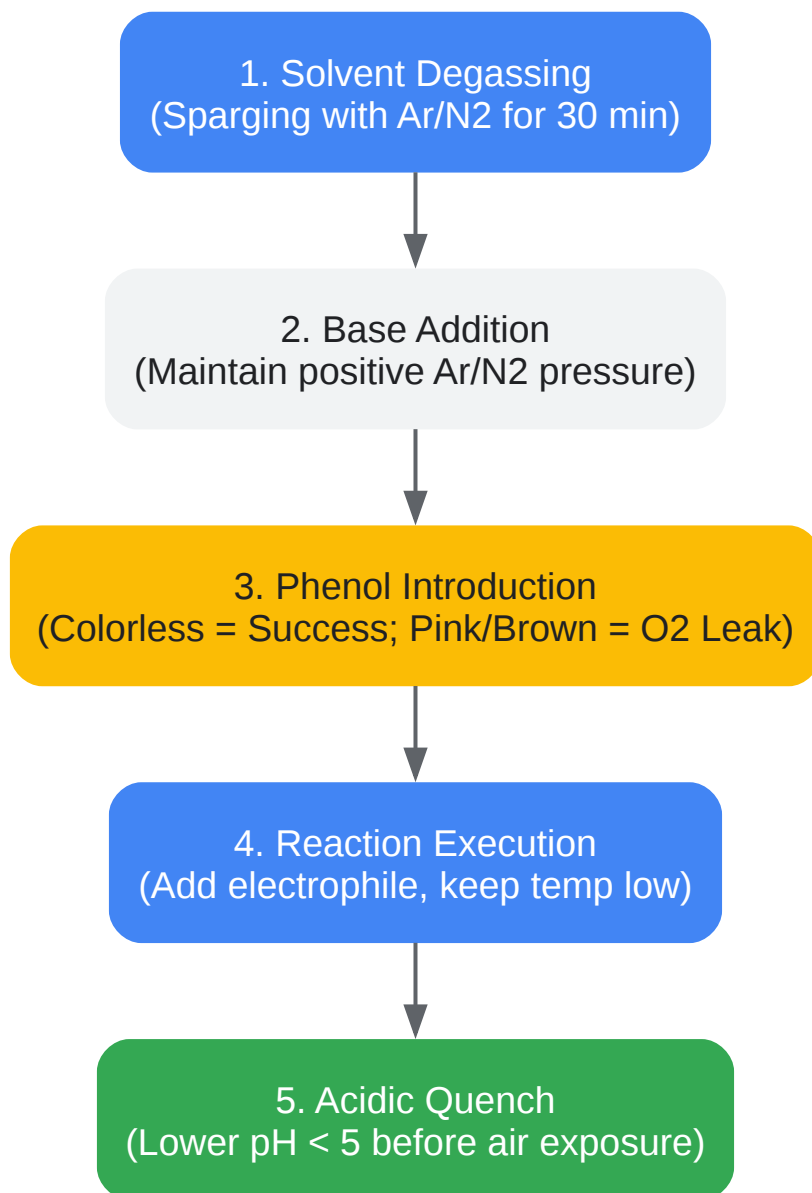 1. Solvent Degassing
(Sparging with Ar/N2 for 30 min)
2. Base Addition
(Maintain positive Ar/N2 pressure)
3. Phenol Introduction
(Colorless = Success; Pink/Brown = O2 Leak)
4. Reaction Execution
(Add electrophile, keep temp low)
5. Acidic Quench
(Lower pH < 5 before air exposure)